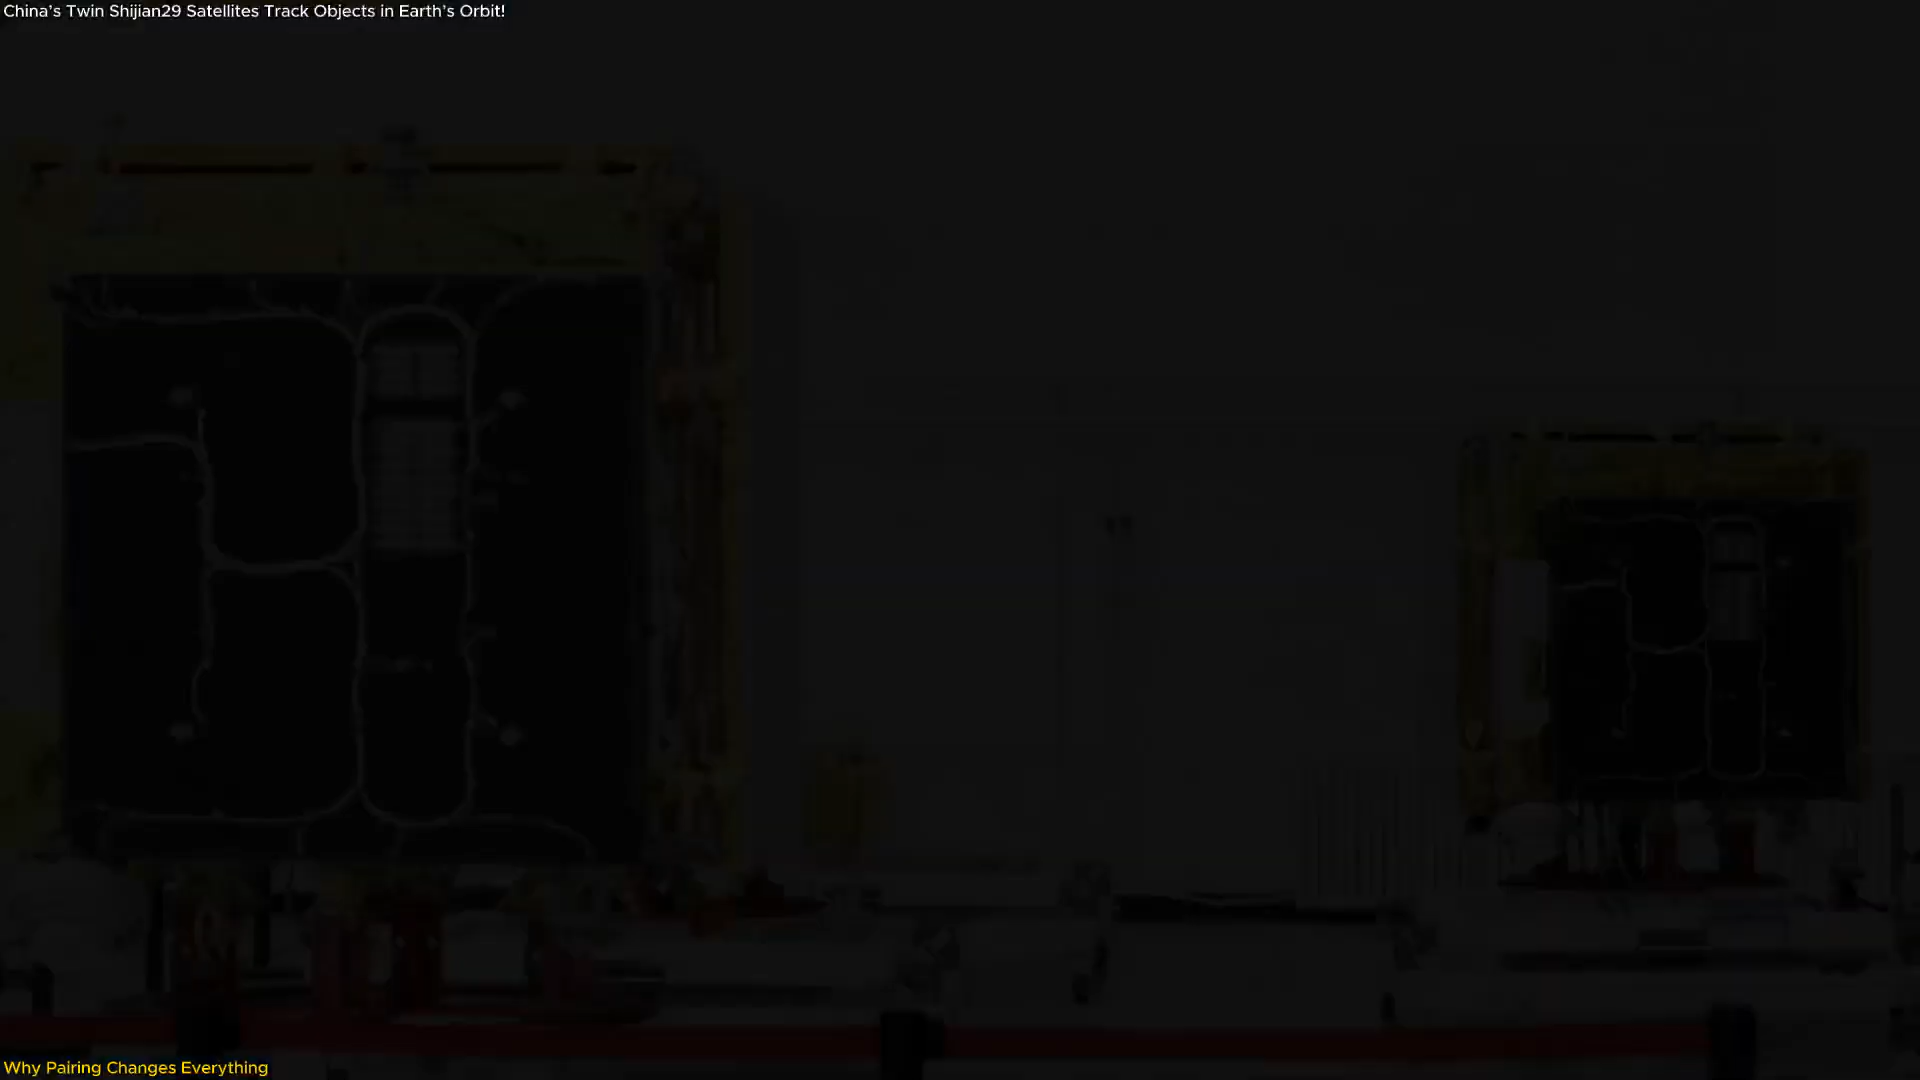 China’s Twin Shijian29 Satellites Track Objects in Earth’s Orbit!
Why Pairing Changes Everything